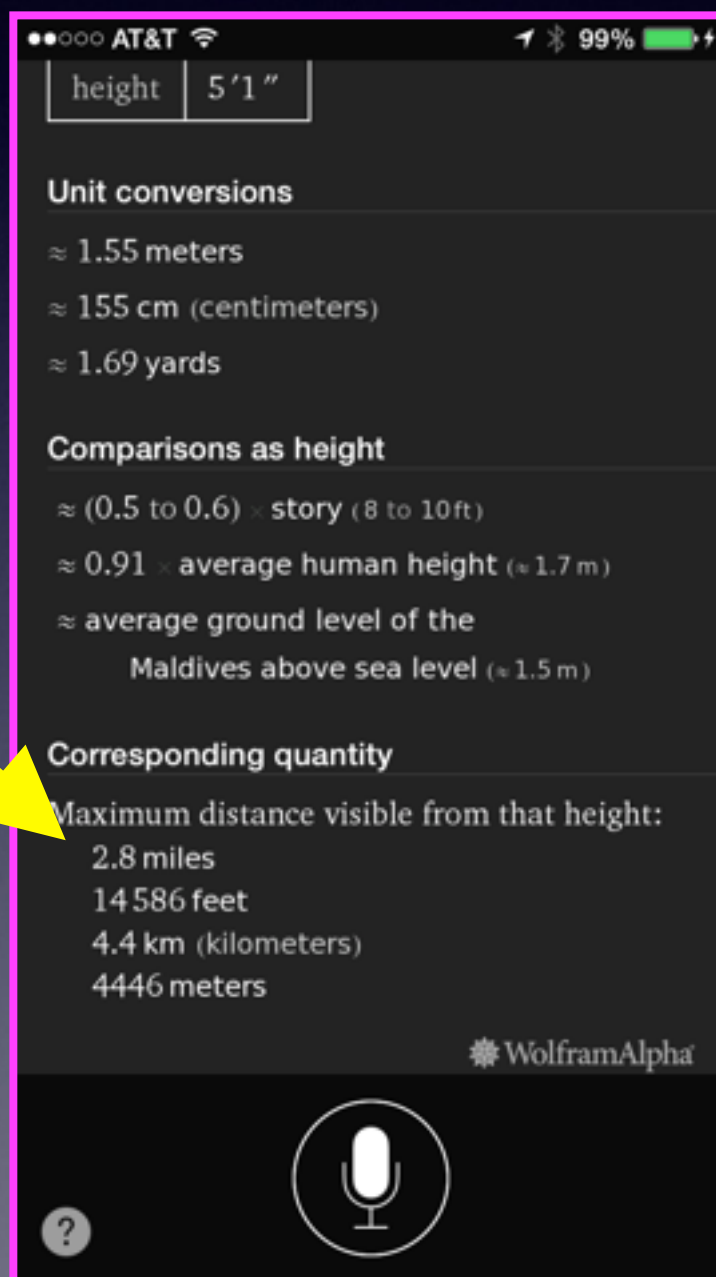 AT&T 99%
height 5'1"
Unit conversions
≈ 1.55 meters
≈ 155 cm (centimeters)
≈ 1.69 yards
Comparisons as height
≈ (0.5 to 0.6) × story (8 to 10 ft)
≈ 0.91 × average human height (≈ 1.7 m)
≈ average ground level of the
Maldives above sea level (≈ 1.5 m)
Corresponding quantity
Maximum distance visible from that height:
2.8 miles
14 586 feet
4.4 km (kilometers)
4446 meters
WolframAlpha
?